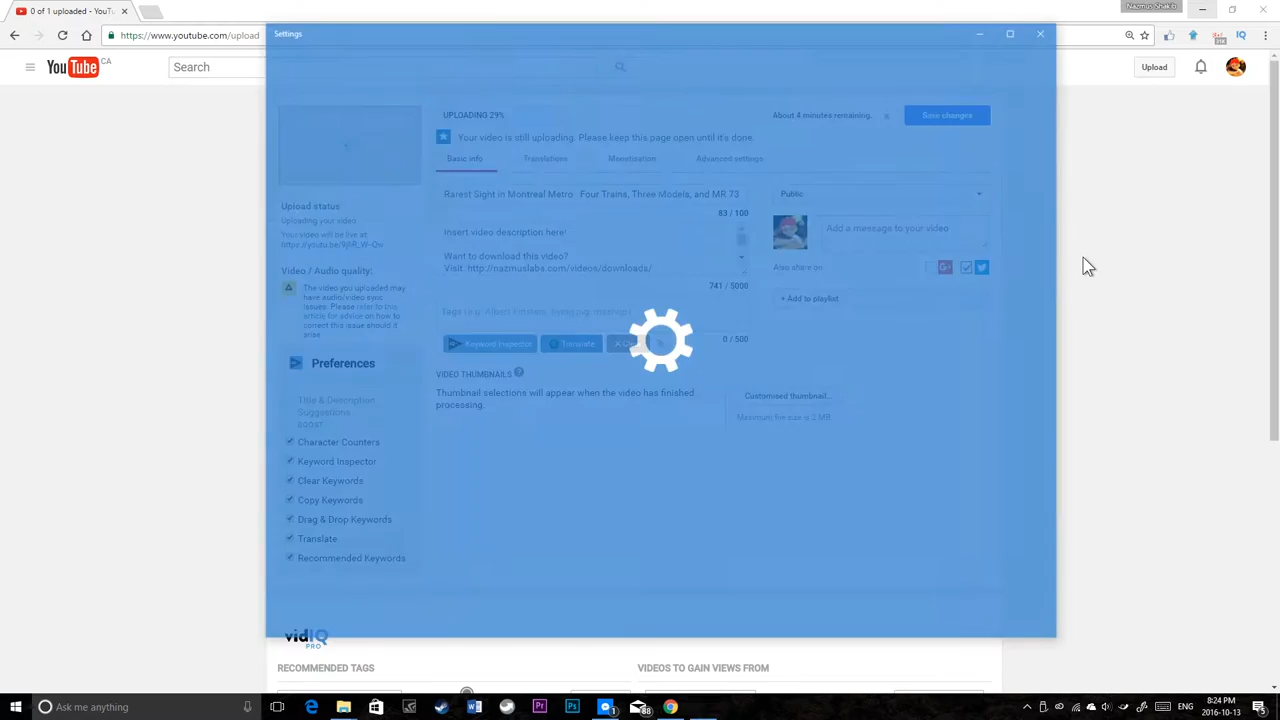 Nazmus Shakib
0 of 1 uploaded - YouTu
https://www.youtube.com/upload
Settings
YouTube CA
Search
Upload
UPLOADING 29%
About 4 minutes remaining.
Save changes
Your video is still uploading. Please keep this page open until it's done.
Basic info
Translations
Monetisation
Advanced settings
Rarest Sight in Montreal Metro Four Trains, Three Models, and MR 73
83 / 100
Public
Insert video description here!
Want to download this video?
Visit http://nazmuslabs.com/videos/downloads/
741 / 5000
Add a message to your video
Also share on
+ Add to playlist
0 / 500
Keyword Inspector
Translate
VIDEO THUMBNAILS
Thumbnail selections will appear when the video has finished
processing.
Customised thumbnail...
Maximum file size is 2 MB.
Upload status
Uploading your video
Your video will be live at:
Video / Audio quality:
The video you uploaded may
have audio/video sync
issues. Please refer to this
article for advice on how to
correct this issue should it
arise
Preferences
Title & Description
Suggestions
BOOST
Character Counters
Keyword Inspector
Clear Keywords
Copy Keywords
Drag & Drop Keywords
Translate
Recommended Keywords
vidIQ
PRO
RECOMMENDED TAGS
VIDEOS TO GAIN VIEWS FROM
Ask me anything
88
8:24 PM
2016-10-13